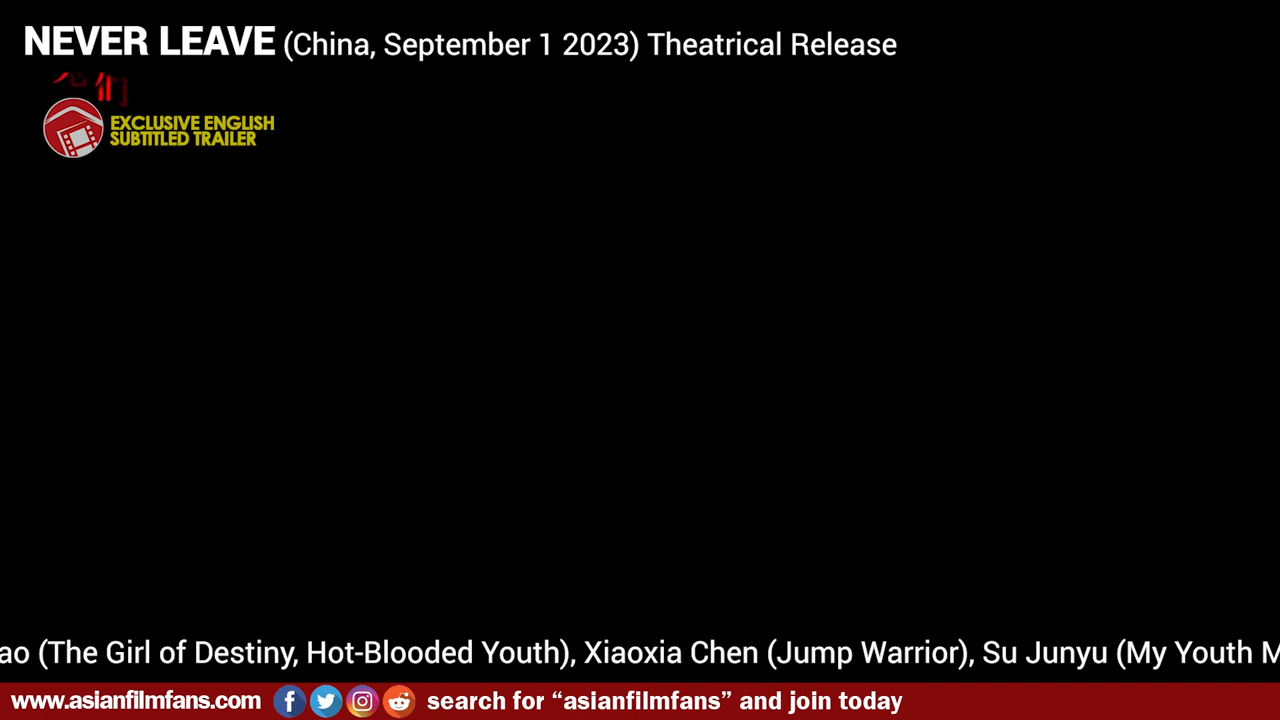 NEVER LEAVE (China, September 1 2023) Theatrical Release
们
EXCLUSIVE ENGLISH
SUBTITLED TRAILER
ao (The Girl of Destiny, Hot-Blooded Youth), Xiaoxia Chen (Jump Warrior), Su Junyu (My Youth M
www.asianfilmfans.com search for “asianfilmfans” and join today